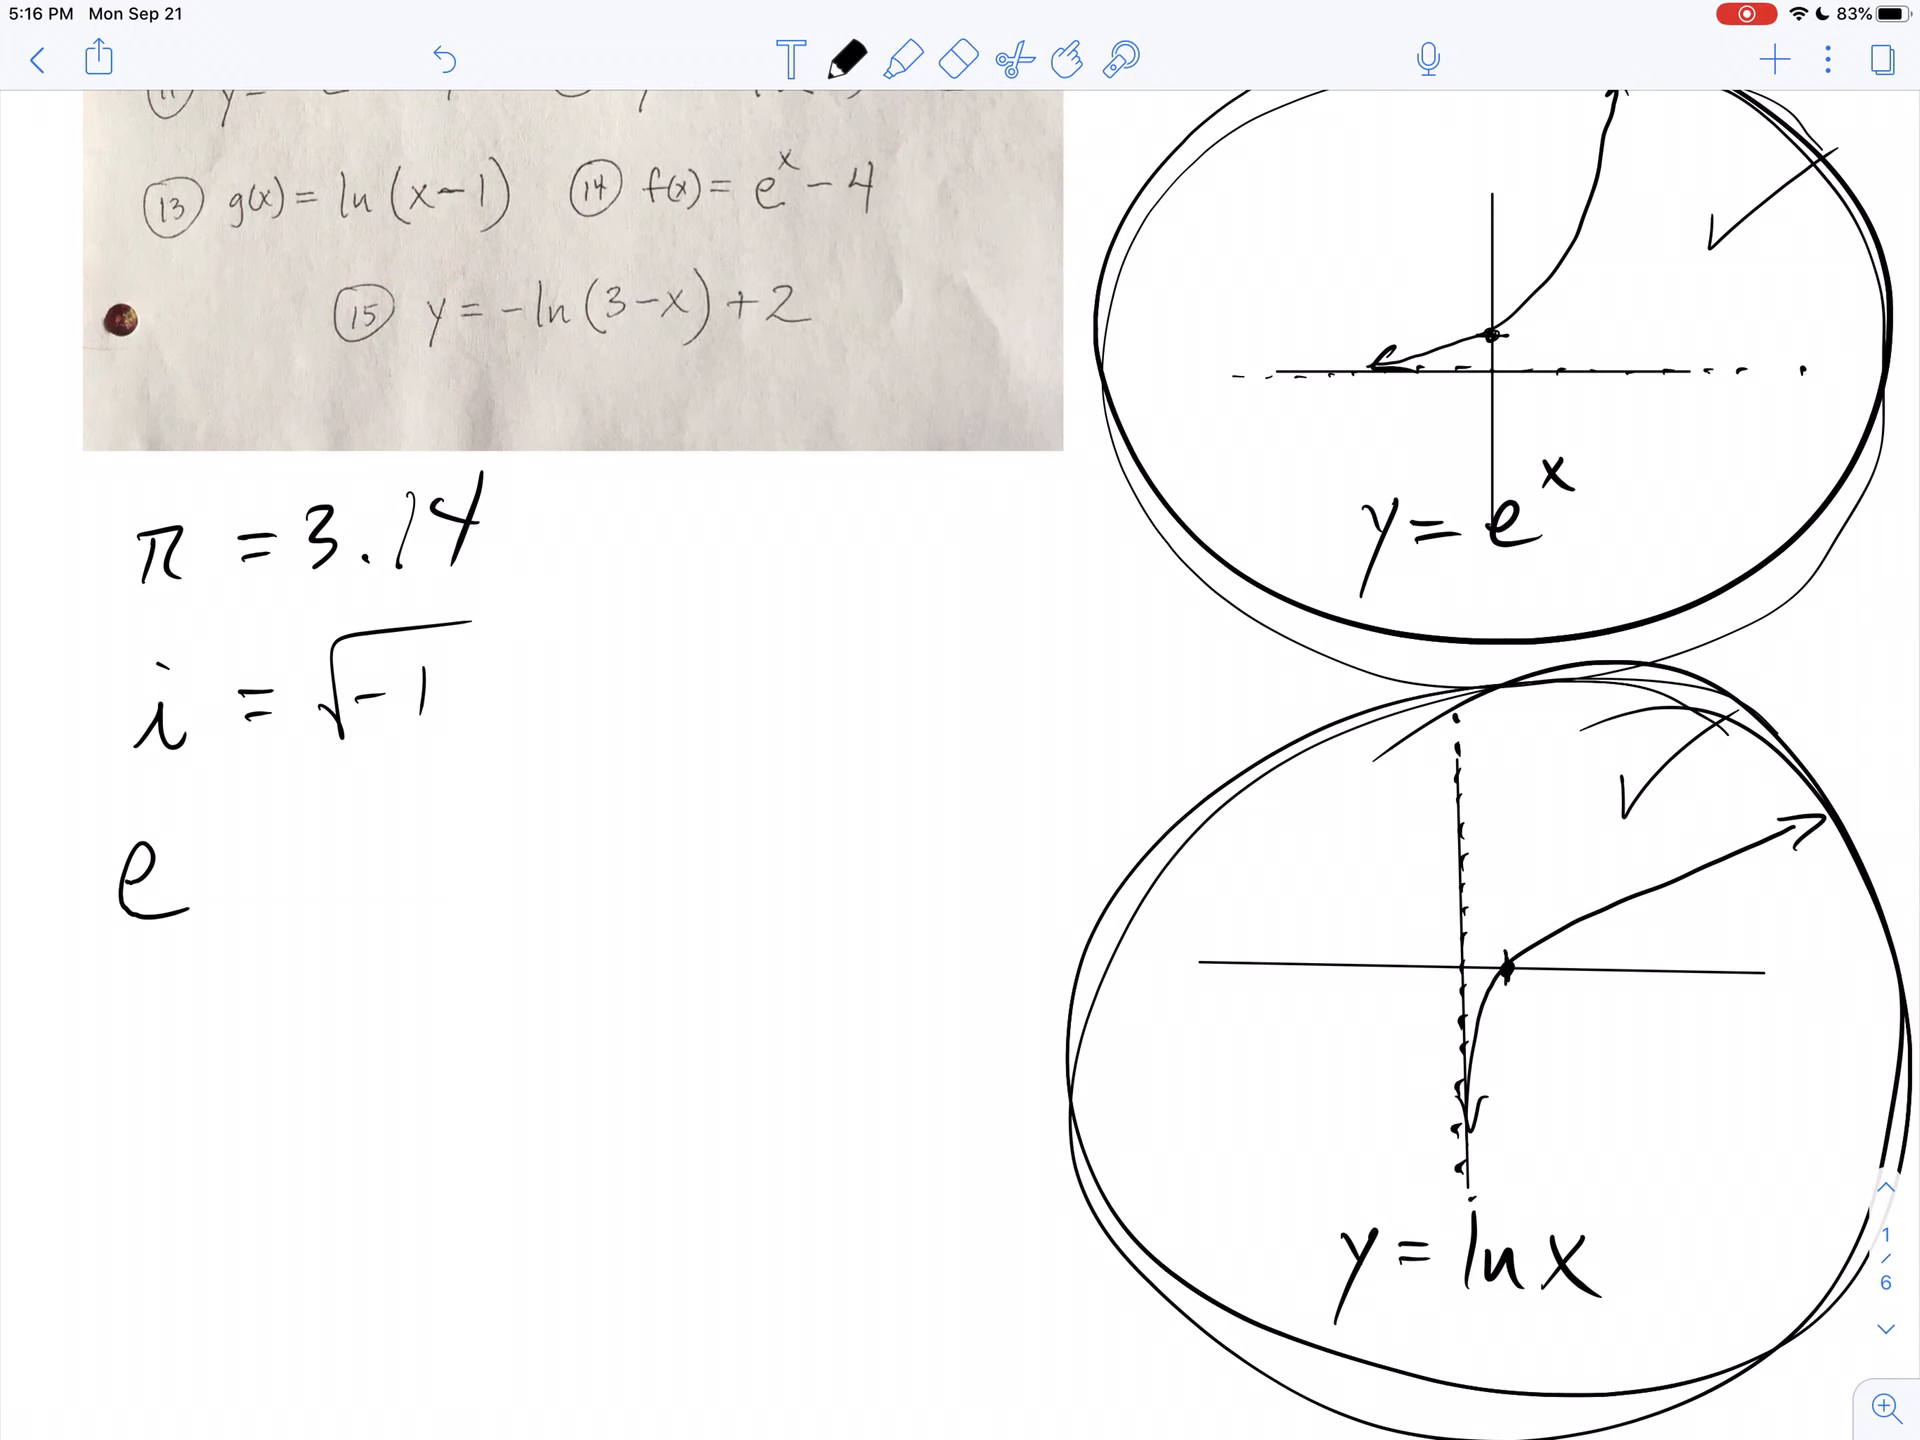 5:16 PM Mon Sep 21
83%
T
13 g(x) = ln (x-1) 14 f(x) = e^x - 4
15 y = -ln (3-x) + 2
π = 3.14
i = √-1
e
y = e^x
y = ln x
1
/
6